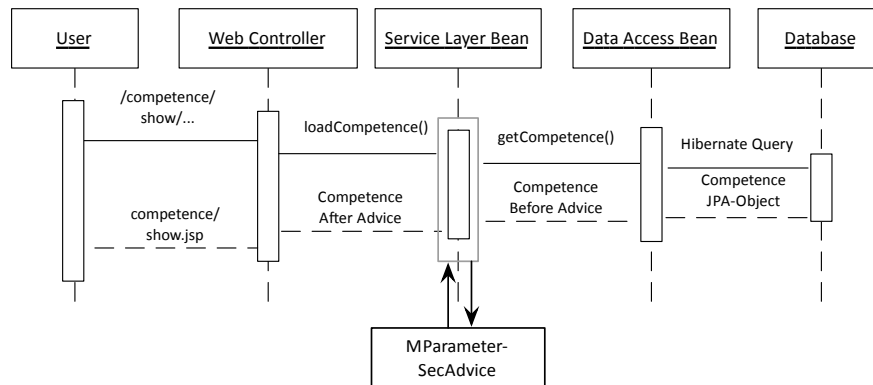 User
Web Controller
Service Layer Bean
Data Access Bean
Database
/competence/
show/...
loadCompetence()
getCompetence()
Hibernate Query
Competence
JPA-Object
Competence
Before Advice
Competence
After Advice
competence/
show.jsp
MParameter-
SecAdvice